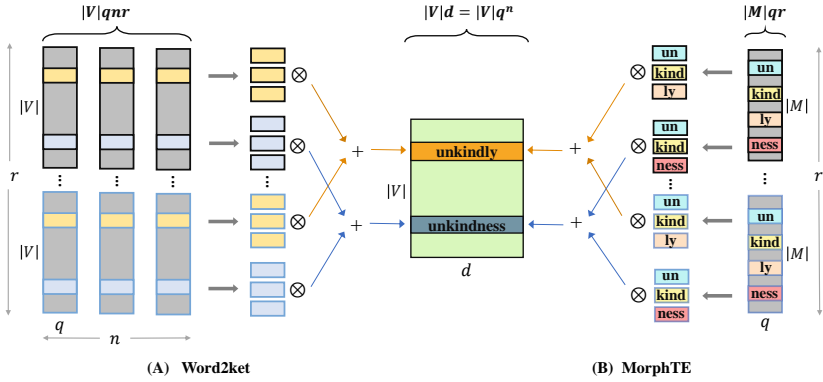 |V|qnr
|V|d = |V|qⁿ
|M|qr
r
|V|
|V|
q
n
⊗
⊗
⊗
⊗
+
+
unkindly
|V|
unkindness
d
+
+
⊗
⊗
⊗
⊗
un
kind
ly
un
kind
ness
un
kind
ly
un
kind
ness
un
kind
ly
ness
|M|
un
kind
ly
ness
|M|
r
q
(A) Word2ket
(B) MorphTE